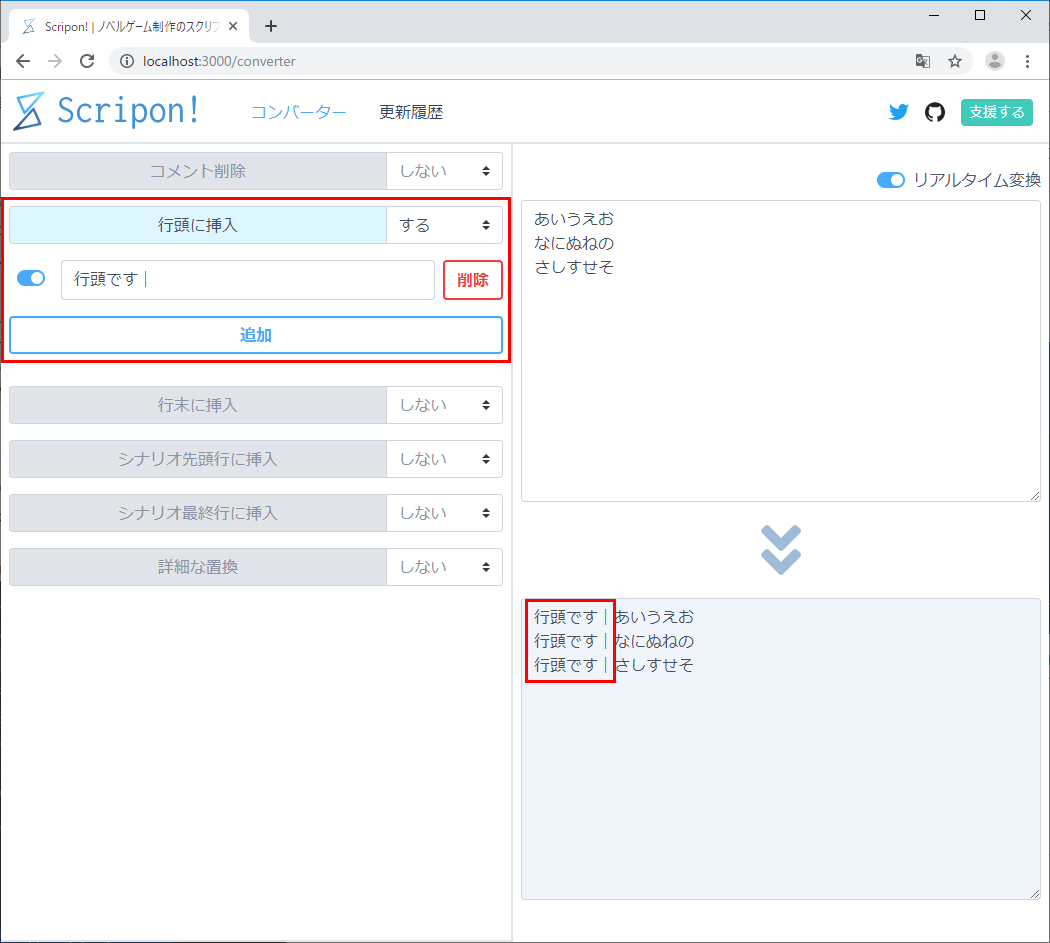 Scripon! | ノベルゲーム制作のスクリプ
localhost:3000/converter
Scripon!
コンバーター
更新履歴
支援する
コメント削除
しない
行頭に挿入
する
行頭です｜
削除
追加
行末に挿入
しない
シナリオ先頭行に挿入
しない
シナリオ最終行に挿入
しない
詳細な置換
しない
リアルタイム変換
あいうえお
なにぬねの
さしすせそ
行頭です｜あいうえお
行頭です｜なにぬねの
行頭です｜さしすせそ